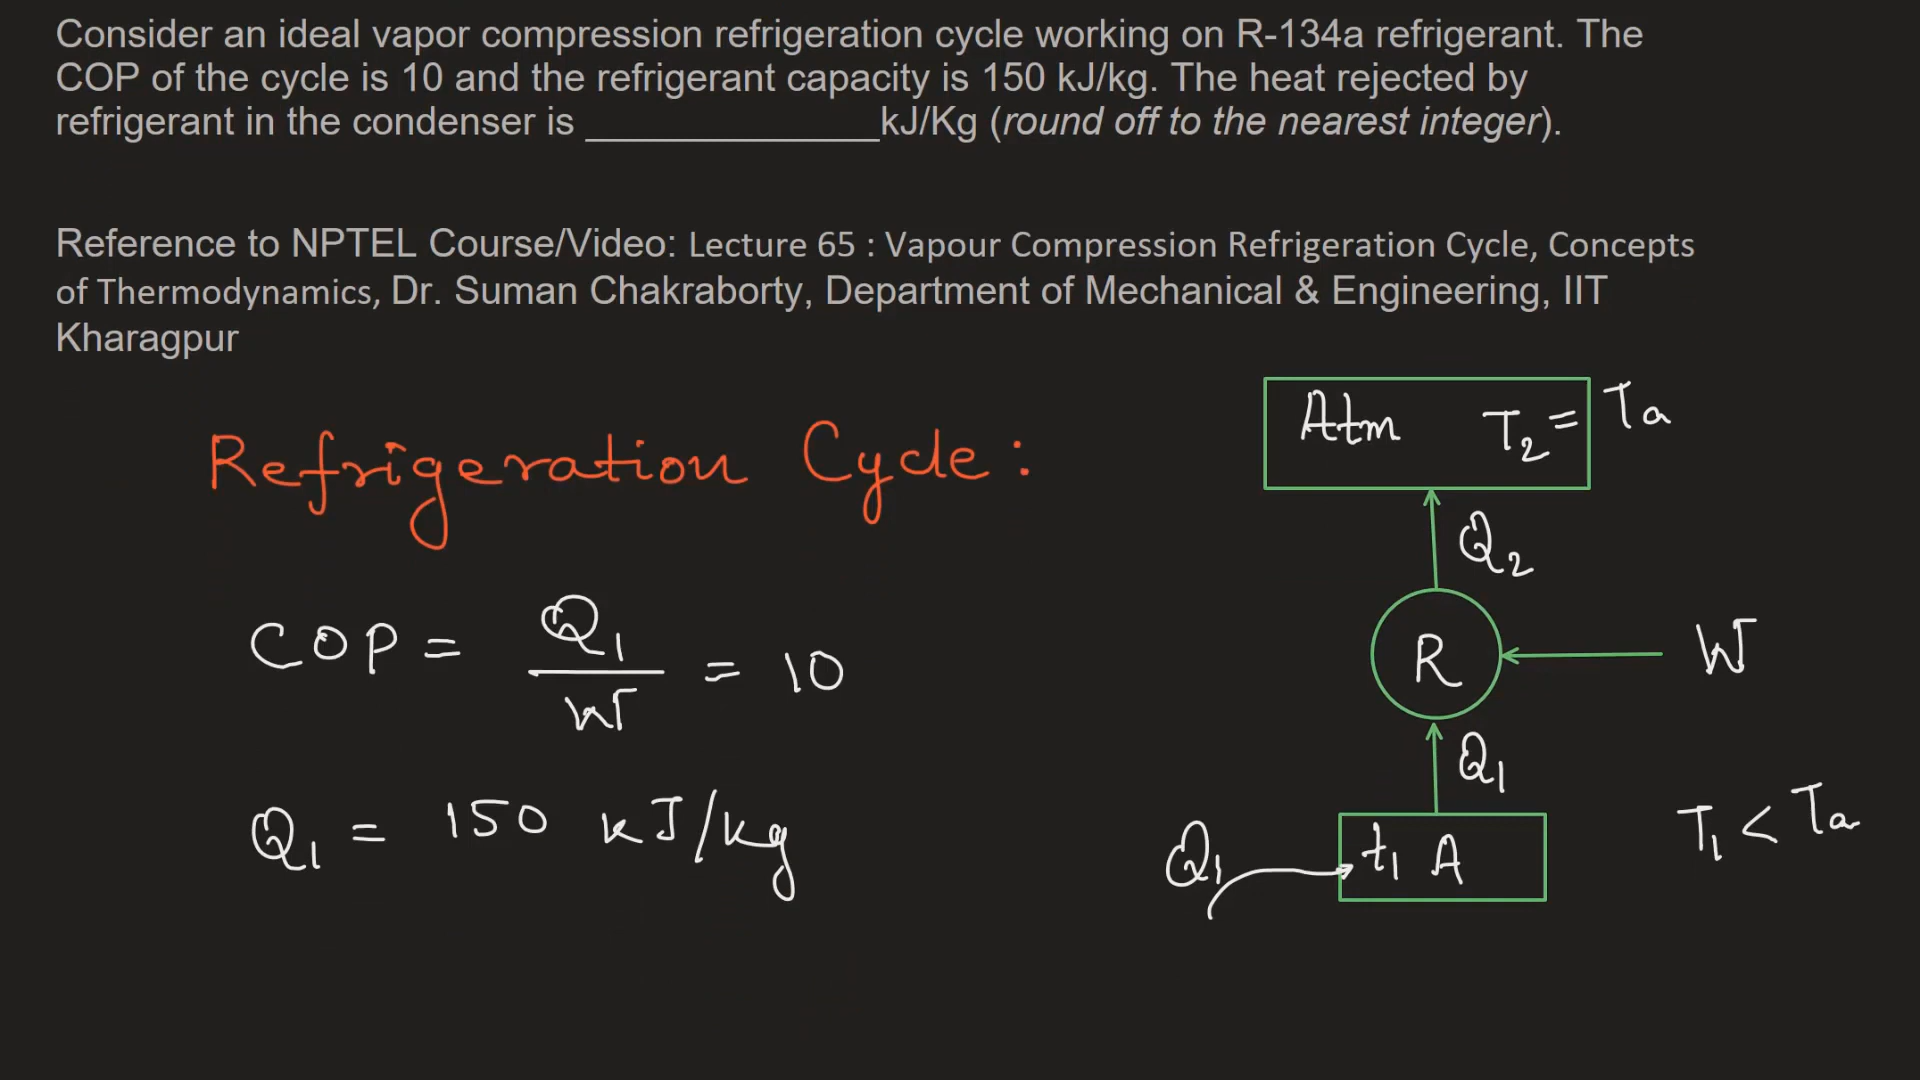 Consider an ideal vapor compression refrigeration cycle working on R-134a refrigerant. The
COP of the cycle is 10 and the refrigerant capacity is 150 kJ/kg. The heat rejected by
refrigerant in the condenser is ______________kJ/Kg (round off to the nearest integer).
Reference to NPTEL Course/Video: Lecture 65 : Vapour Compression Refrigeration Cycle, Concepts
of Thermodynamics, Dr. Suman Chakraborty, Department of Mechanical & Engineering, IIT
Kharagpur
Refrigeration Cycle:
COP = Q1/W = 10
Q1 = 150 kJ/kg
Atm T2 = Ta
Q2
R
W
Q1
Q1
t1 A
T1 < Ta